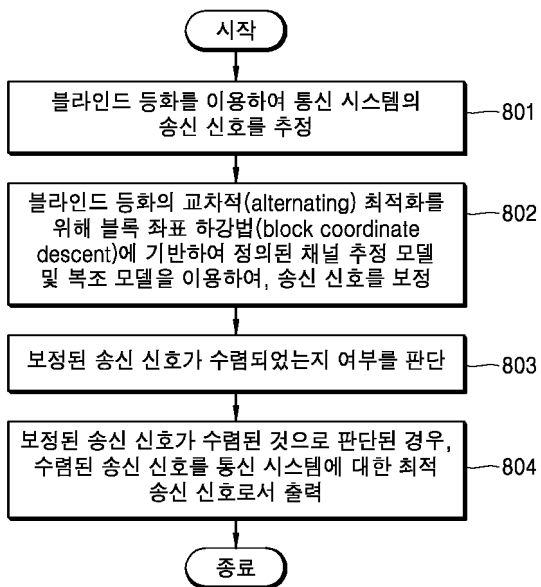 시작
블라인드 등화를 이용하여 통신 시스템의
송신 신호를 추정
801
블라인드 등화의 교차적(alternating) 최적화를
위해 블록 좌표 하강법(block coordinate
descent)에 기반하여 정의된 채널 추정 모델
및 복조 모델을 이용하여, 송신 신호를 보정
802
보정된 송신 신호가 수렴되었는지 여부를 판단
803
보정된 송신 신호가 수렴된 것으로 판단된 경우,
수렴된 송신 신호를 통신 시스템에 대한 최적
송신 신호로서 출력
804
종료